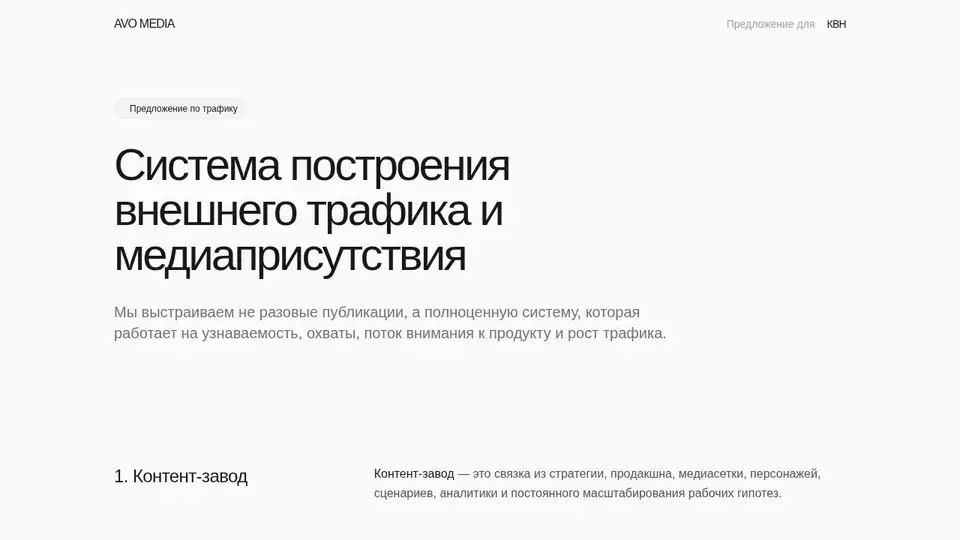 AVO MEDIA
Предложение для КВН
Предложение по трафику
Система построения
внешнего трафика и
медиаприсутствия
Мы выстраиваем не разовые публикации, а полноценную систему, которая
работает на узнаваемость, охваты, поток внимания к продукту и рост трафика.
1. Контент-завод
Контент-завод — это связка из стратегии, продакшна, медиасетки, персонажей,
сценариев, аналитики и постоянного масштабирования рабочих гипотез.